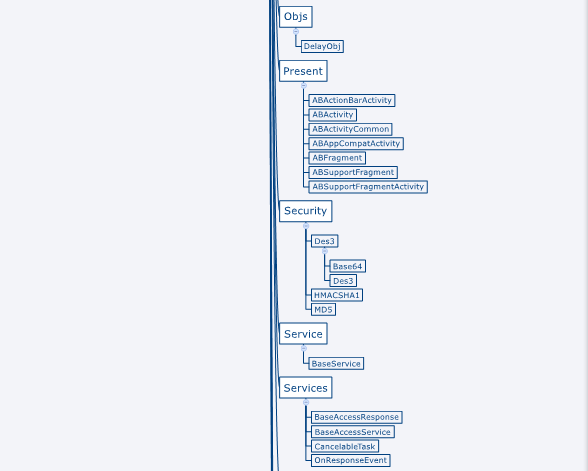 Objs
DelayObj
Present
ABActionBarActivity
ABActivity
ABActivityCommon
ABAppCompatActivity
ABFragment
ABSupportFragment
ABSupportFragmentActivity
Security
Des3
Base64
Des3
HMACSHA1
MD5
Service
BaseService
Services
BaseAccessResponse
BaseAccessService
CancelableTask
OnResponseEvent